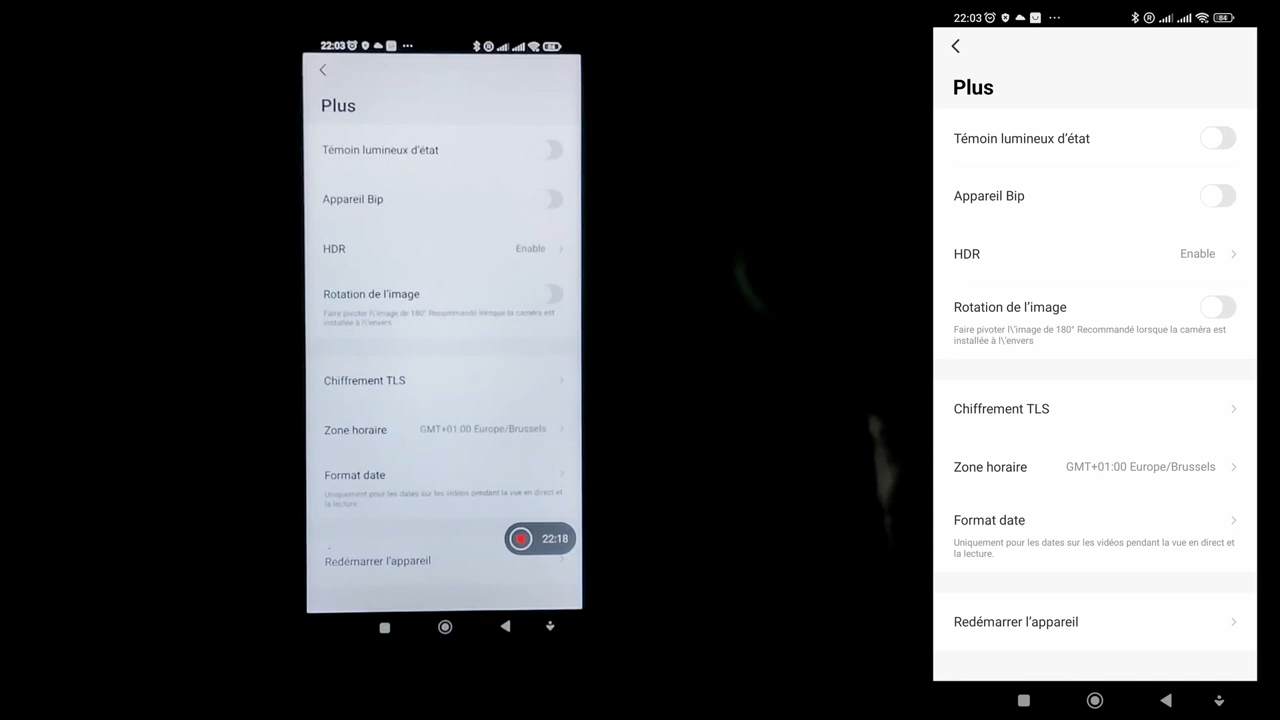 22:03
Plus
Témoin lumineux d'état
Appareil Bip
HDR Enable
Rotation de l'image
Faire pivoter l\'image de 180° Recommandé lorsque la caméra est
installée à l\'envers
Chiffrement TLS
Zone horaire GMT+01:00 Europe/Brussels
Format date
Uniquement pour les dates sur les vidéos pendant la vue en direct et
la lecture.
22:18
Redémarrer l'appareil
22:03 84
Plus
Témoin lumineux d'état
Appareil Bip
HDR Enable
Rotation de l'image
Faire pivoter l\'image de 180° Recommandé lorsque la caméra est
installée à l\'envers
Chiffrement TLS
Zone horaire GMT+01:00 Europe/Brussels
Format date
Uniquement pour les dates sur les vidéos pendant la vue en direct et
la lecture.
Redémarrer l'appareil